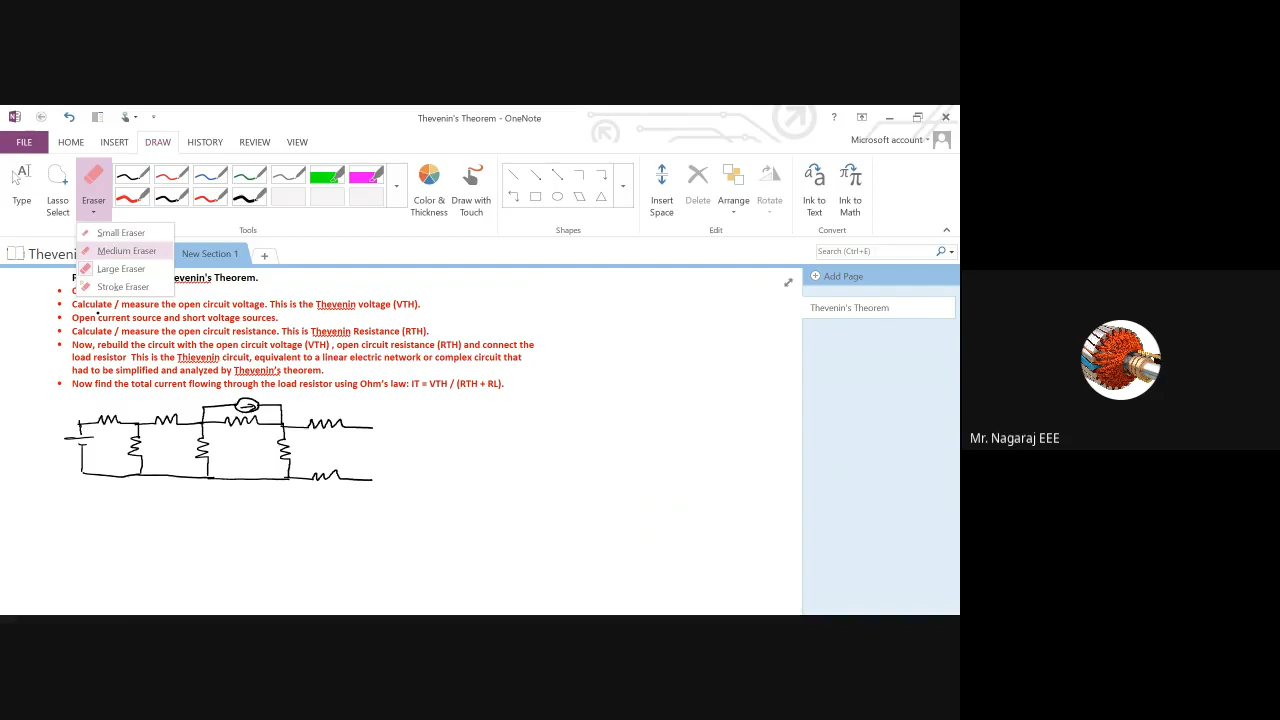 Thevenin's Theorem - OneNote
?
FILE HOME INSERT DRAW HISTORY REVIEW VIEW
Microsoft account
Type
Lasso Select
Eraser
Color & Thickness
Draw with Touch
Insert Space
Delete
Arrange
Rotate
Ink to Text
Ink to Math
Tools
Shapes
Edit
Convert
Small Eraser
Medium Eraser
Large Eraser
Stroke Eraser
New Section 1
Search (Ctrl+E)
Add Page
Thevenin's Theorem
Theorem.
• Calculate / measure the open circuit voltage. This is the Thevenin voltage (VTH).
• Open current source and short voltage sources.
• Calculate / measure the open circuit resistance. This is Thevenin Resistance (RTH).
• Now, rebuild the circuit with the open circuit voltage (VTH) , open circuit resistance (RTH) and connect the
load resistor This is the Thievenin circuit, equivalent to a linear electric network or complex circuit that
had to be simplified and analyzed by Thevenin's theorem.
• Now find the total current flowing through the load resistor using Ohm's law: IT = VTH / (RTH + RL).
Mr. Nagaraj EEE